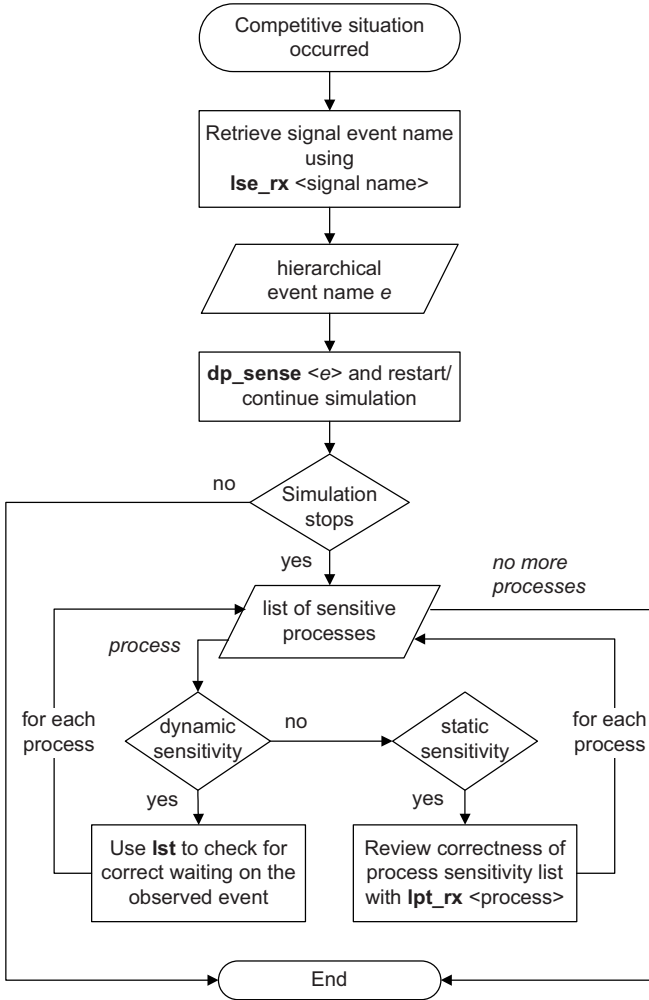 Competitive situation
occurred
Retrieve signal event name
using
lse_rx <signal name>
hierarchical
event name e
dp_sense <e> and restart/
continue simulation
no
Simulation
stops
yes
no more
processes
list of sensitive
processes
process
for each
process
dynamic
sensitivity
no
static
sensitivity
for each
process
yes
yes
Use lst to check for
correct waiting on the
observed event
Review correctness of
process sensitivity list
with lpt_rx <process>
End